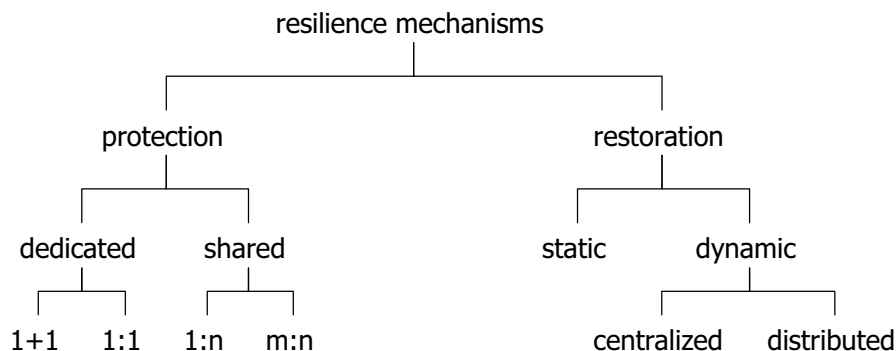 resilience mechanisms
protection restoration
dedicated shared static dynamic
1+1 1:1 1:n m:n centralized distributed